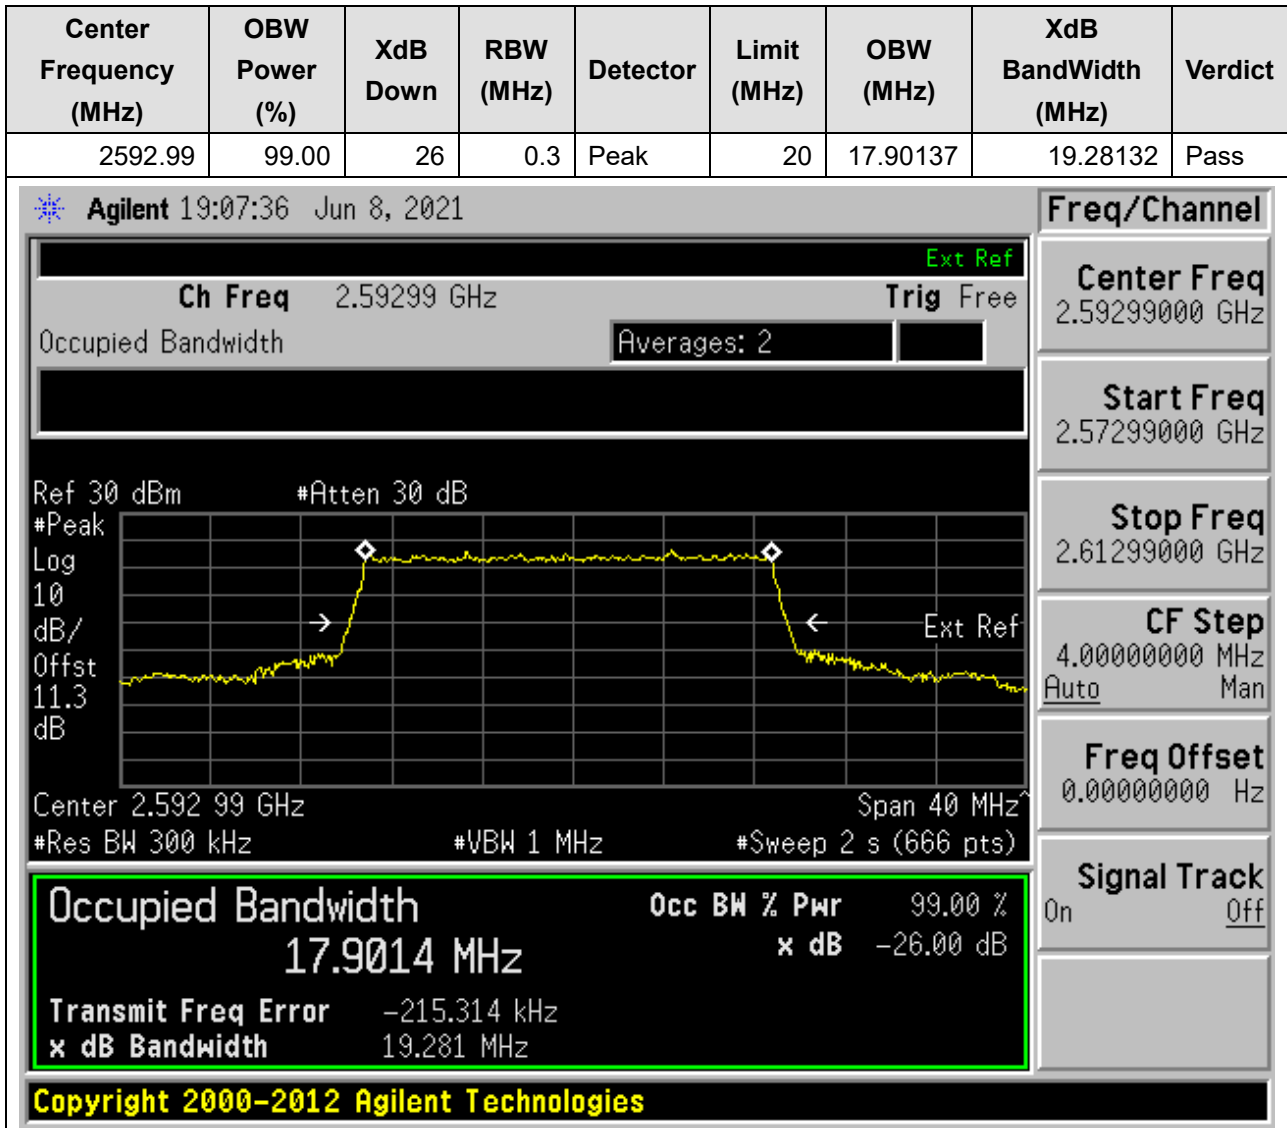 Center Frequency (MHz) OBW Power (%) XdB Down RBW (MHz) Detector Limit (MHz) OBW (MHz) XdB BandWidth (MHz) Verdict
2592.99 99.00 26 0.3 Peak 20 17.90137 19.28132 Pass
Agilent 19:07:36 Jun 8, 2021
Freq/Channel
Ext Ref
Ch Freq 2.59299 GHz Trig Free
Occupied Bandwidth Averages: 2
Ref 30 dBm #Atten 30 dB
#Peak
Log
10
dB/
Offst
11.3
dB
Ext Ref
Center 2.592 99 GHz Span 40 MHz^
#Res BW 300 kHz #VBW 1 MHz #Sweep 2 s (666 pts)
Occupied Bandwidth Occ BW % Pwr 99.00 %
17.9014 MHz x dB -26.00 dB
Transmit Freq Error -215.314 kHz
x dB Bandwidth 19.281 MHz
Center Freq
2.59299000 GHz
Start Freq
2.57299000 GHz
Stop Freq
2.61299000 GHz
CF Step
4.00000000 MHz
Auto Man
Freq Offset
0.00000000 Hz
Signal Track
On Off
Copyright 2000-2012 Agilent Technologies